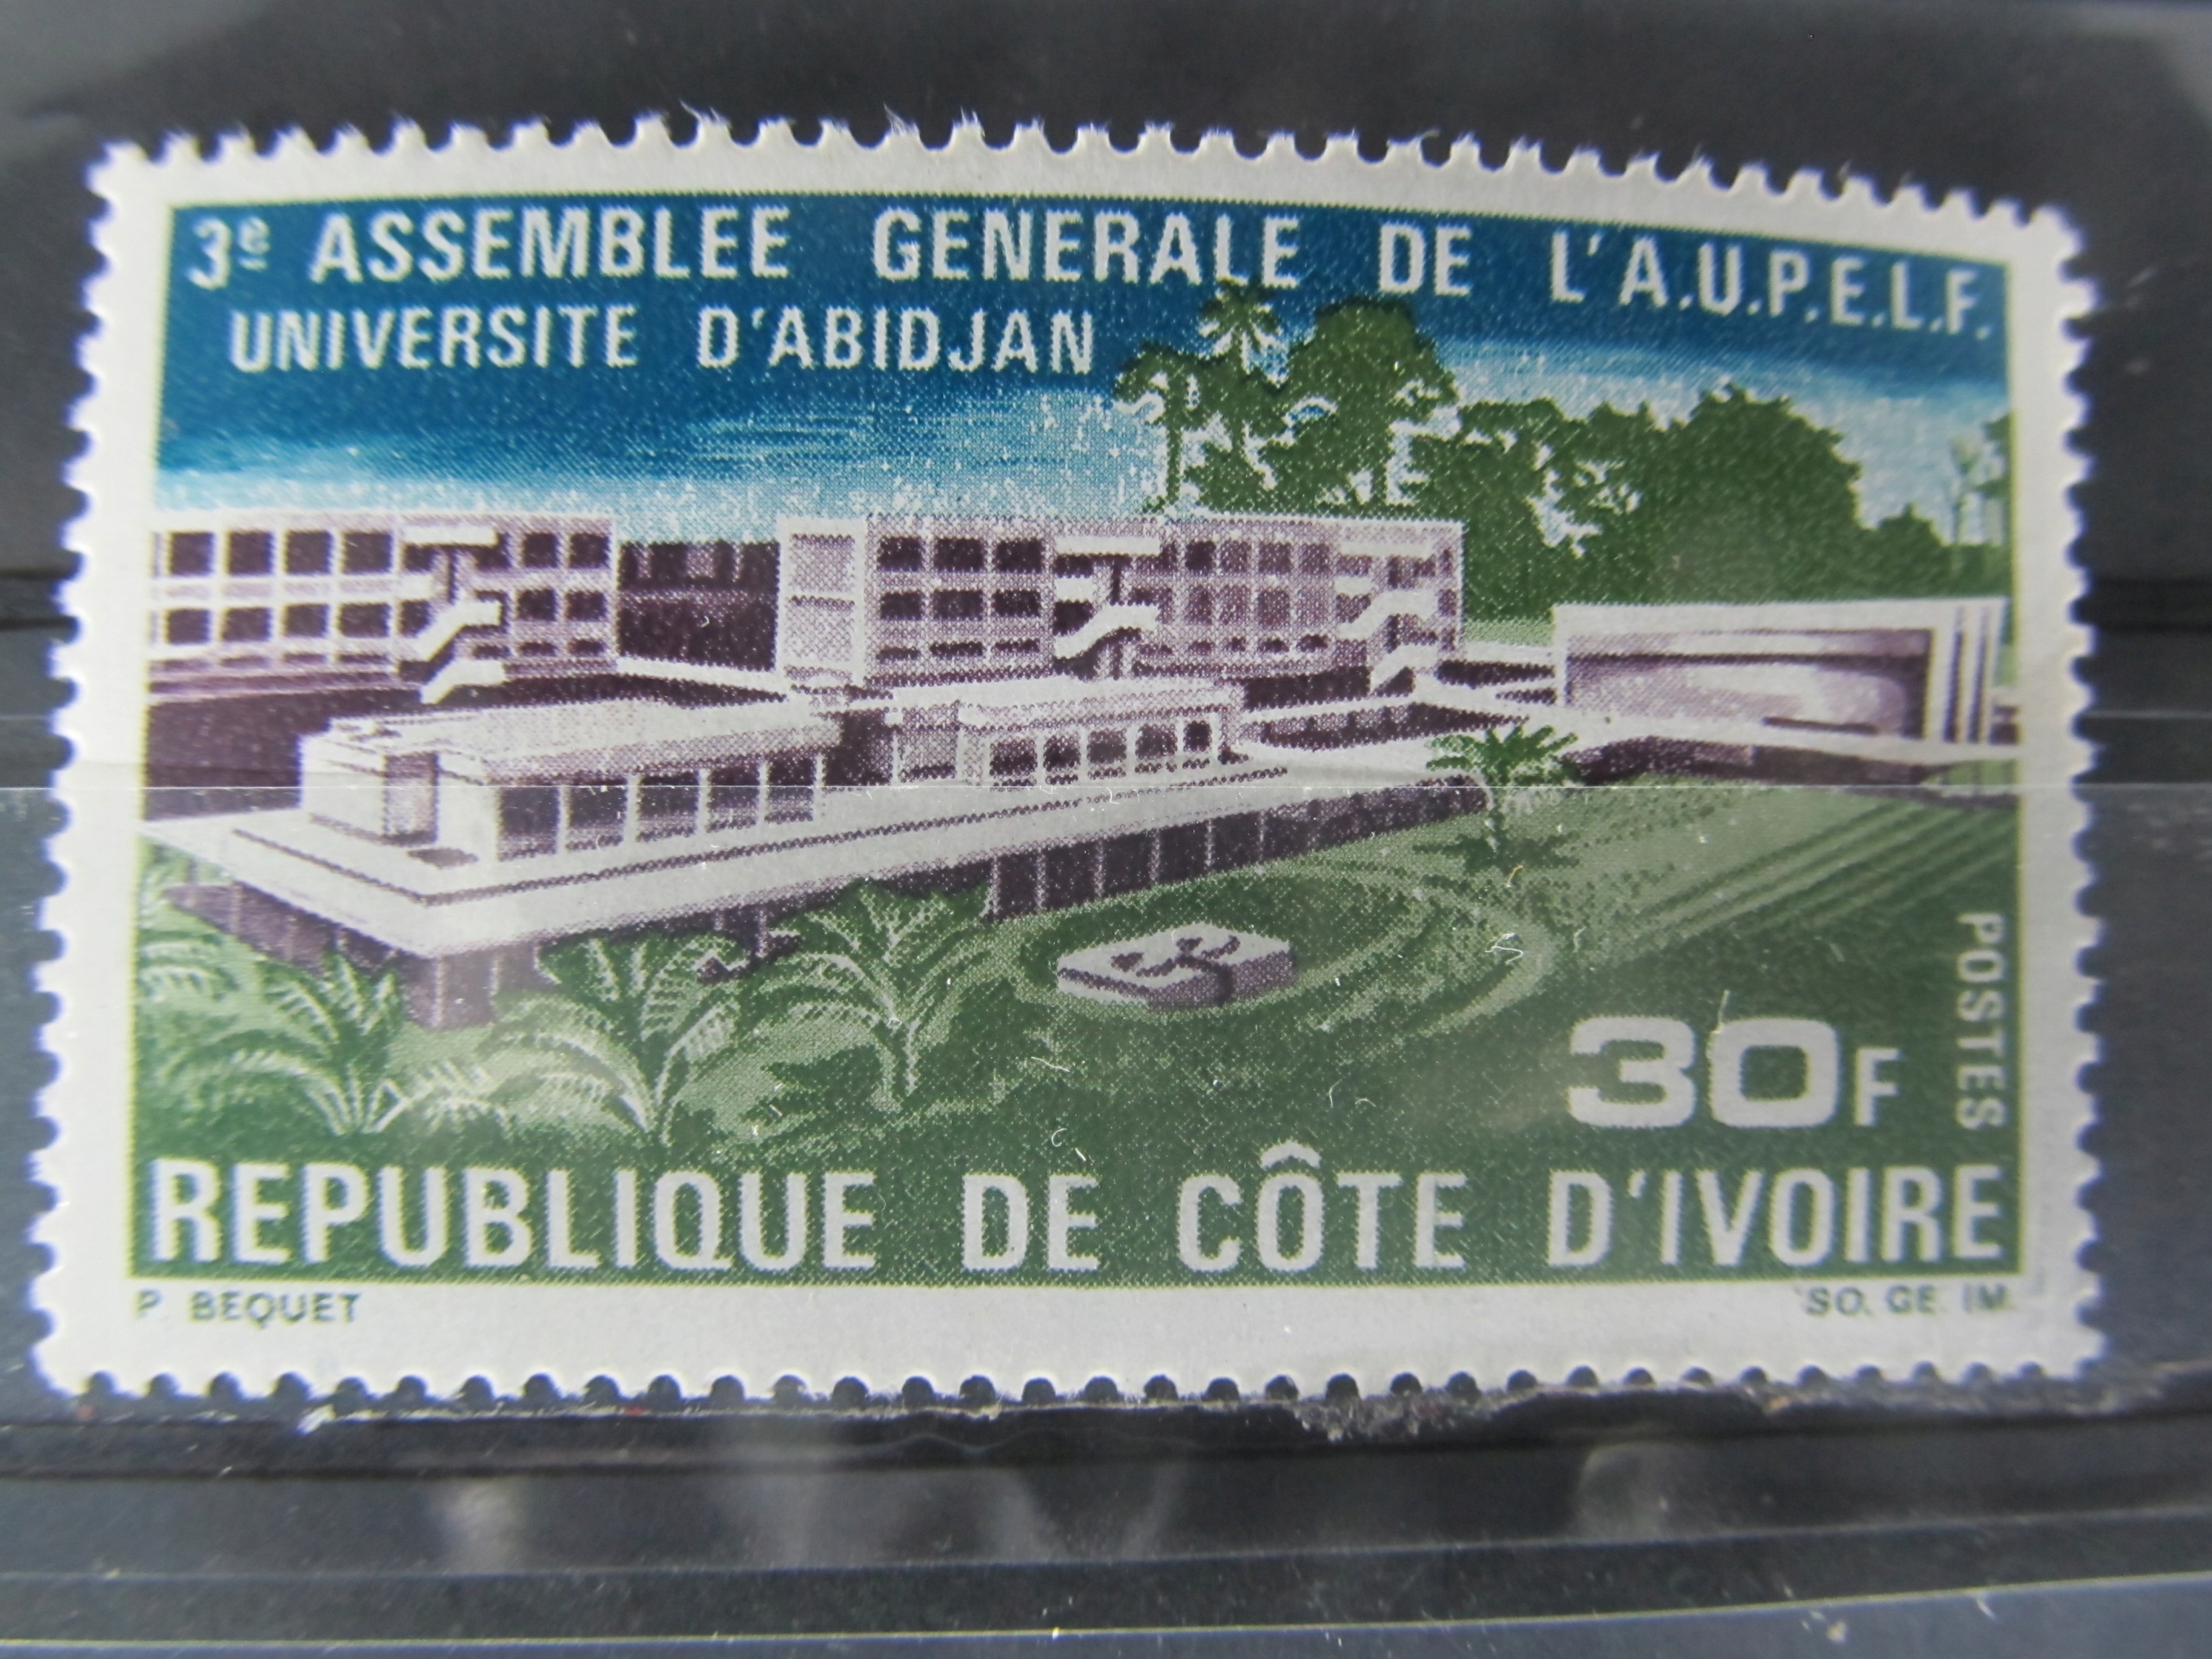 3e ASSEMBLEE GENERALE DE L'A.U.P.E.L.F.
UNIVERSITE D'ABIDJAN
POSTES
30F
REPUBLIQUE DE CÔTE D'IVOIRE
P. BEQUET
SO. GE. IM.